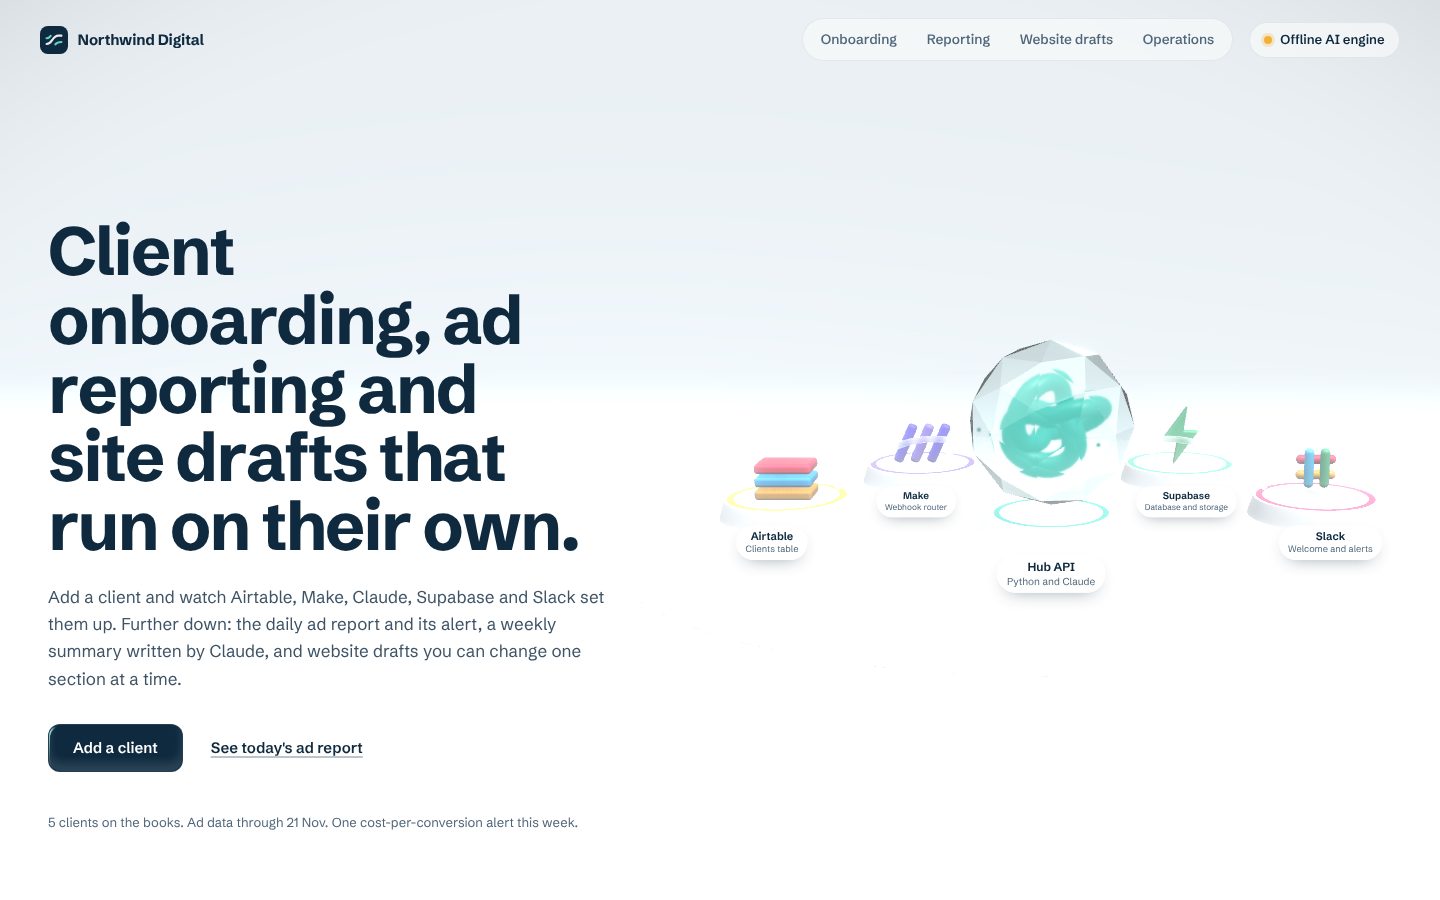 Northwind Digital
Onboarding
Reporting
Website drafts
Operations
Offline AI engine
Client
onboarding, ad
reporting and
site drafts that
run on their own.
Add a client and watch Airtable, Make, Claude, Supabase and Slack set
them up. Further down: the daily ad report and its alert, a weekly
summary written by Claude, and website drafts you can change one
section at a time.
Add a client
See today's ad report
5 clients on the books. Ad data through 21 Nov. One cost-per-conversion alert this week.
Airtable
Clients table
Make
Webhook router
Hub API
Python and Claude
Supabase
Database and storage
Slack
Welcome and alerts